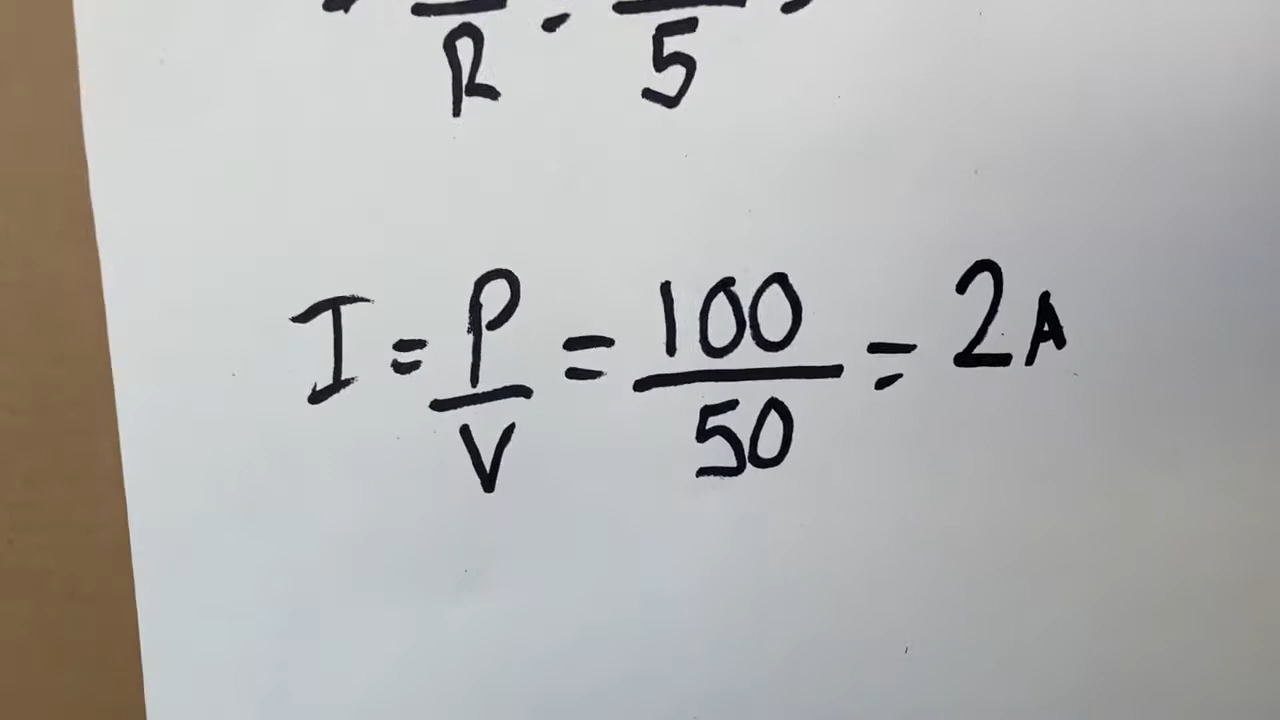 R = 5
I = P/V = 100/50 = 2A